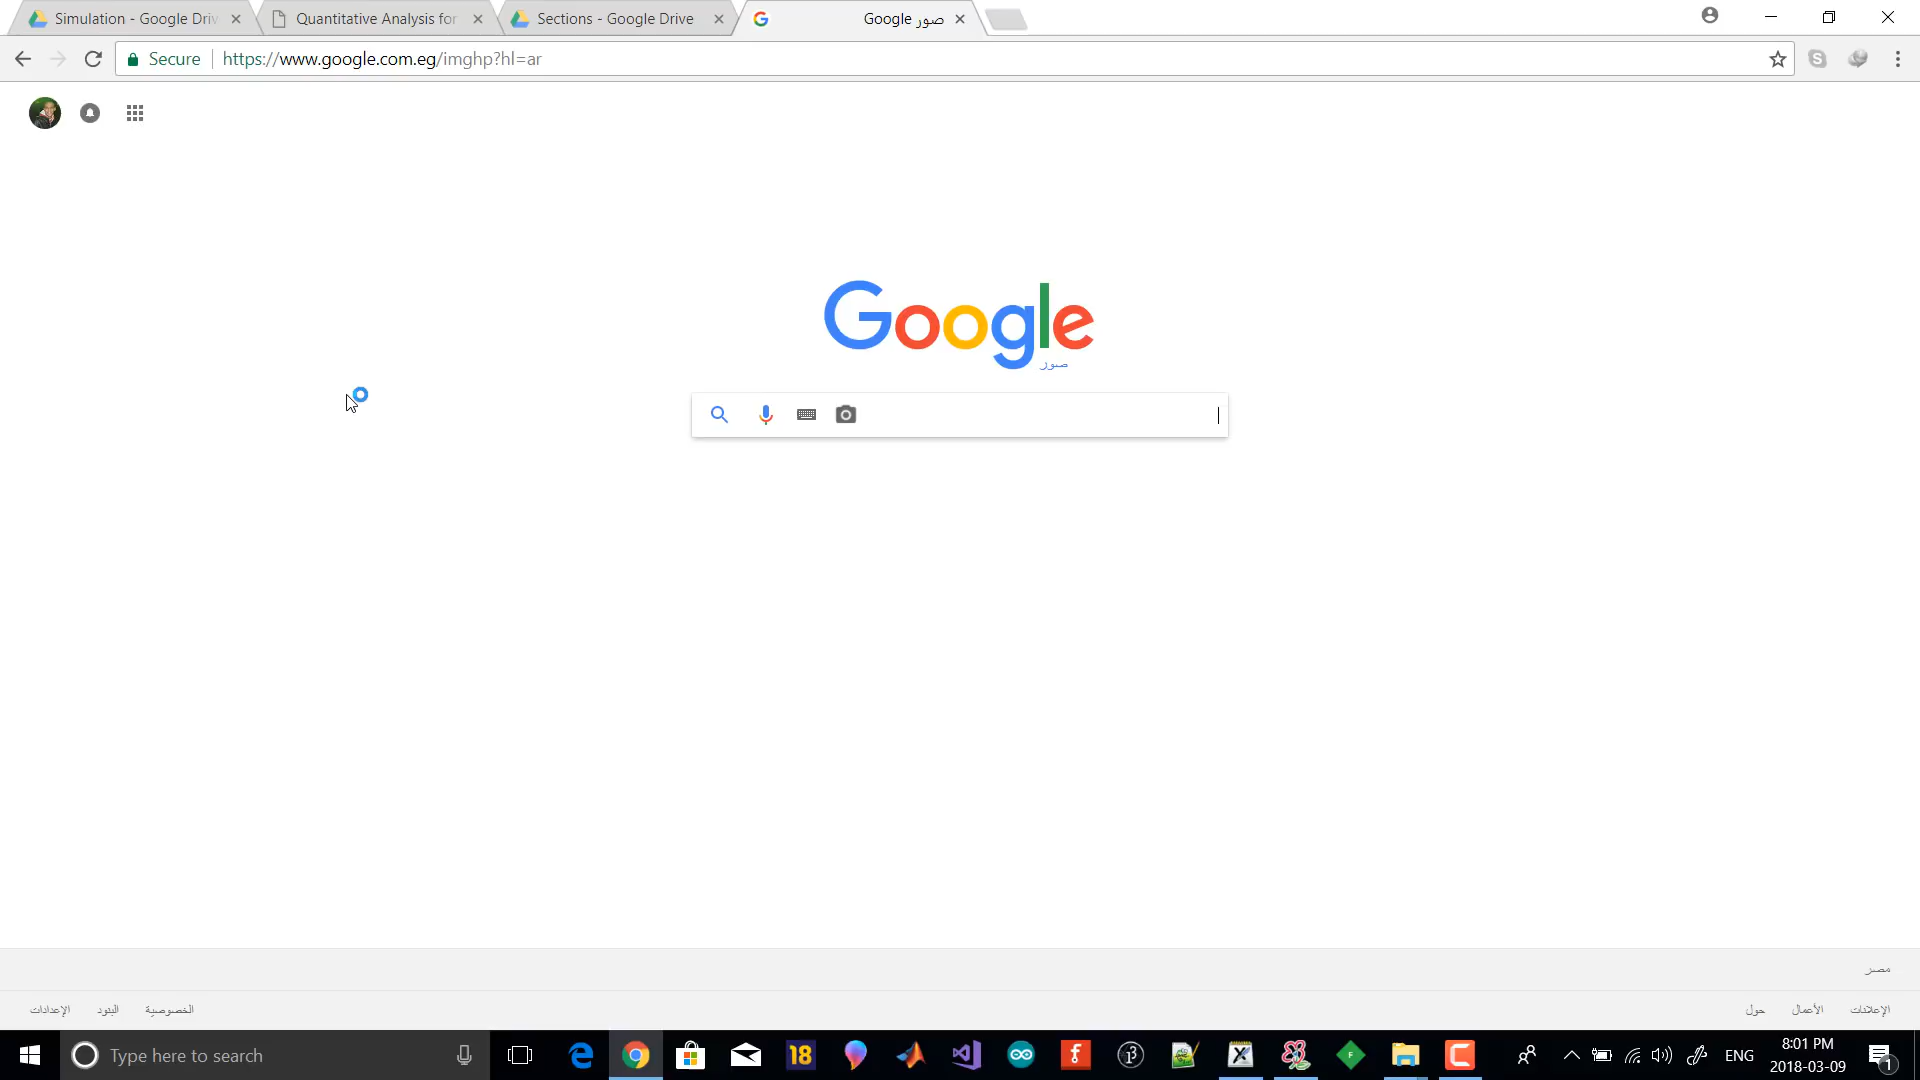 Simulation - Google Driv
Quantitative Analysis for
Sections - Google Drive
صور Google
Secure
https://www.google.com.eg/imghp?hl=ar
Google
صور
مصر
الإعلانات
الأعمال
حول
الخصوصية
البنود
الإعدادات
Type here to search
18
ENG
8:01 PM
2018-03-09
1